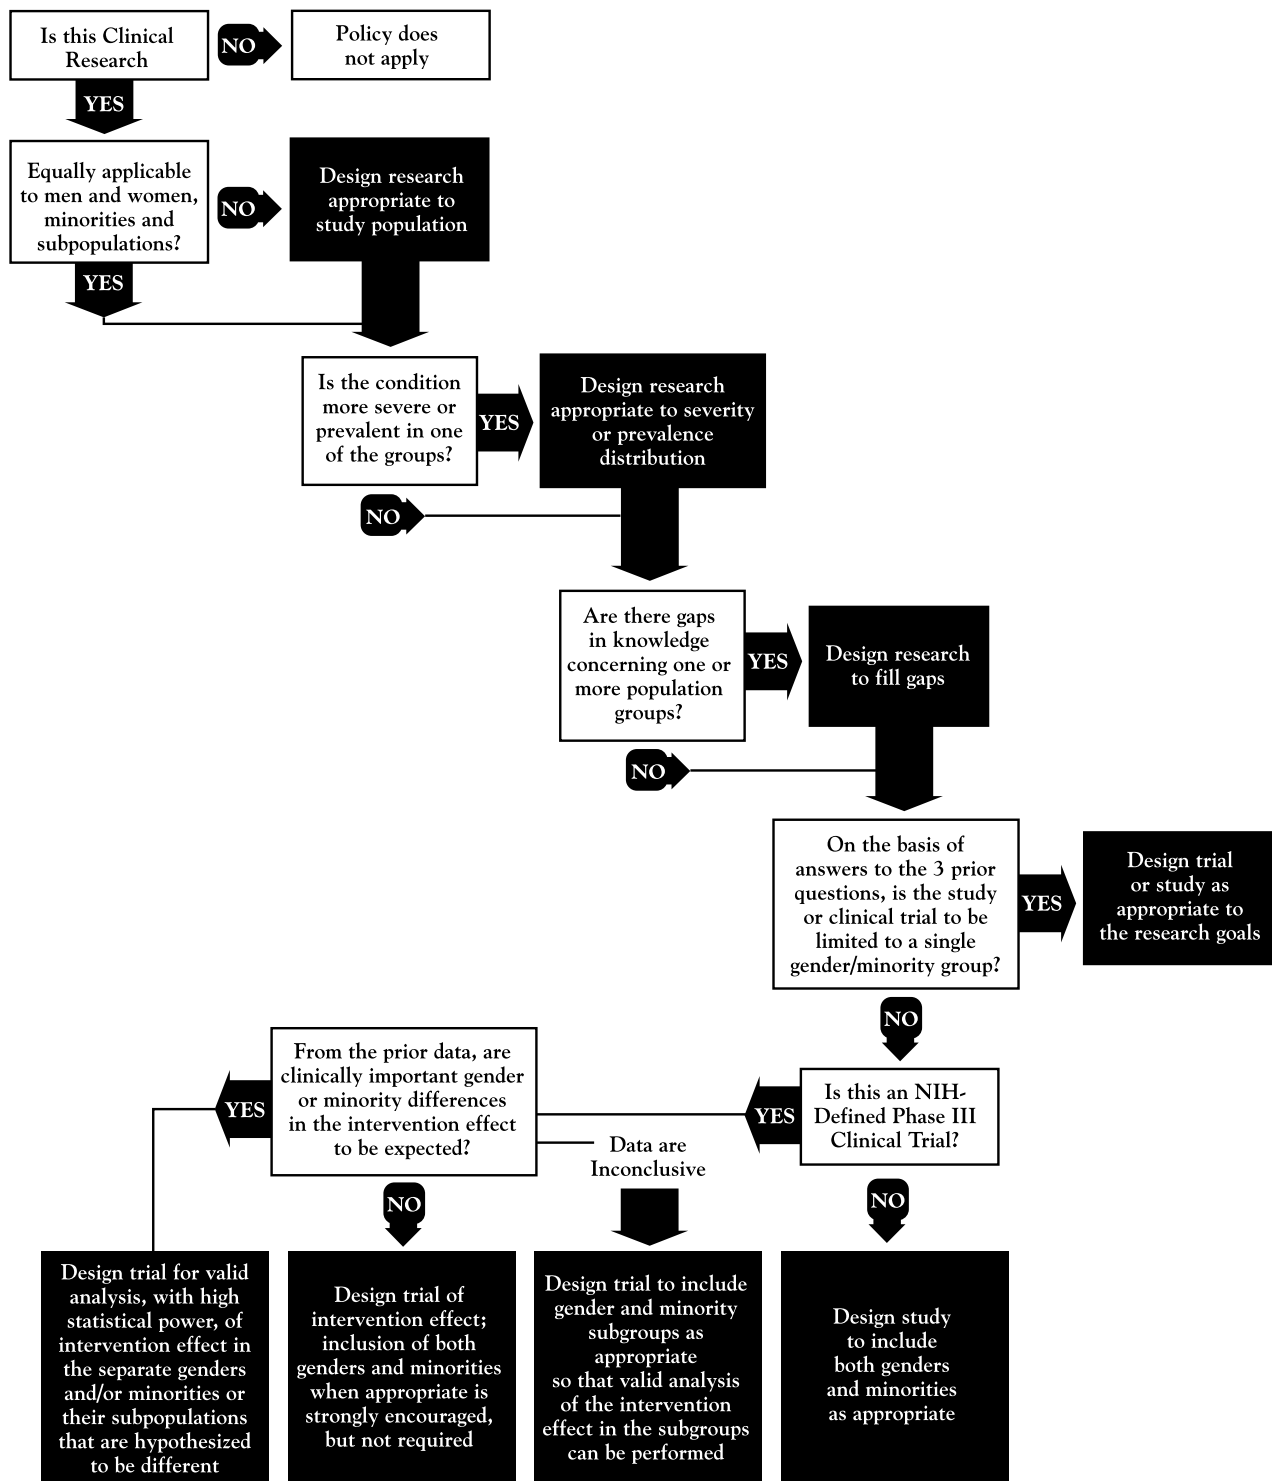 Is this Clinical
Research
NO
Policy does
not apply
YES
Equally applicable
to men and women,
minorities and
subpopulations?
NO
Design research
appropriate to
study population
YES
Is the condition
more severe or
prevalent in one
of the groups?
YES
Design research
appropriate to severity
or prevalence
distribution
NO
Are there gaps
in knowledge
concerning one or
more population
groups?
YES
Design research
to fill gaps
NO
On the basis of
answers to the 3 prior
questions, is the study
or clinical trial to be
limited to a single
gender/minority group?
YES
Design trial
or study as
appropriate to
the research goals
NO
Is this an NIH-
Defined Phase III
Clinical Trial?
YES
From the prior data, are
clinically important gender
or minority differences
in the intervention effect
to be expected?
YES
Data are
Inconclusive
NO
NO
Design trial for valid
analysis, with high
statistical power, of
intervention effect in
the separate genders
and/or minorities or
their subpopulations
that are hypothesized
to be different
Design trial of
intervention effect;
inclusion of both
genders and minorities
when appropriate is
strongly encouraged,
but not required
Design trial to include
gender and minority
subgroups as
appropriate
so that valid analysis
of the intervention
effect in the subgroups
can be performed
Design study
to include
both genders
and minorities
as appropriate